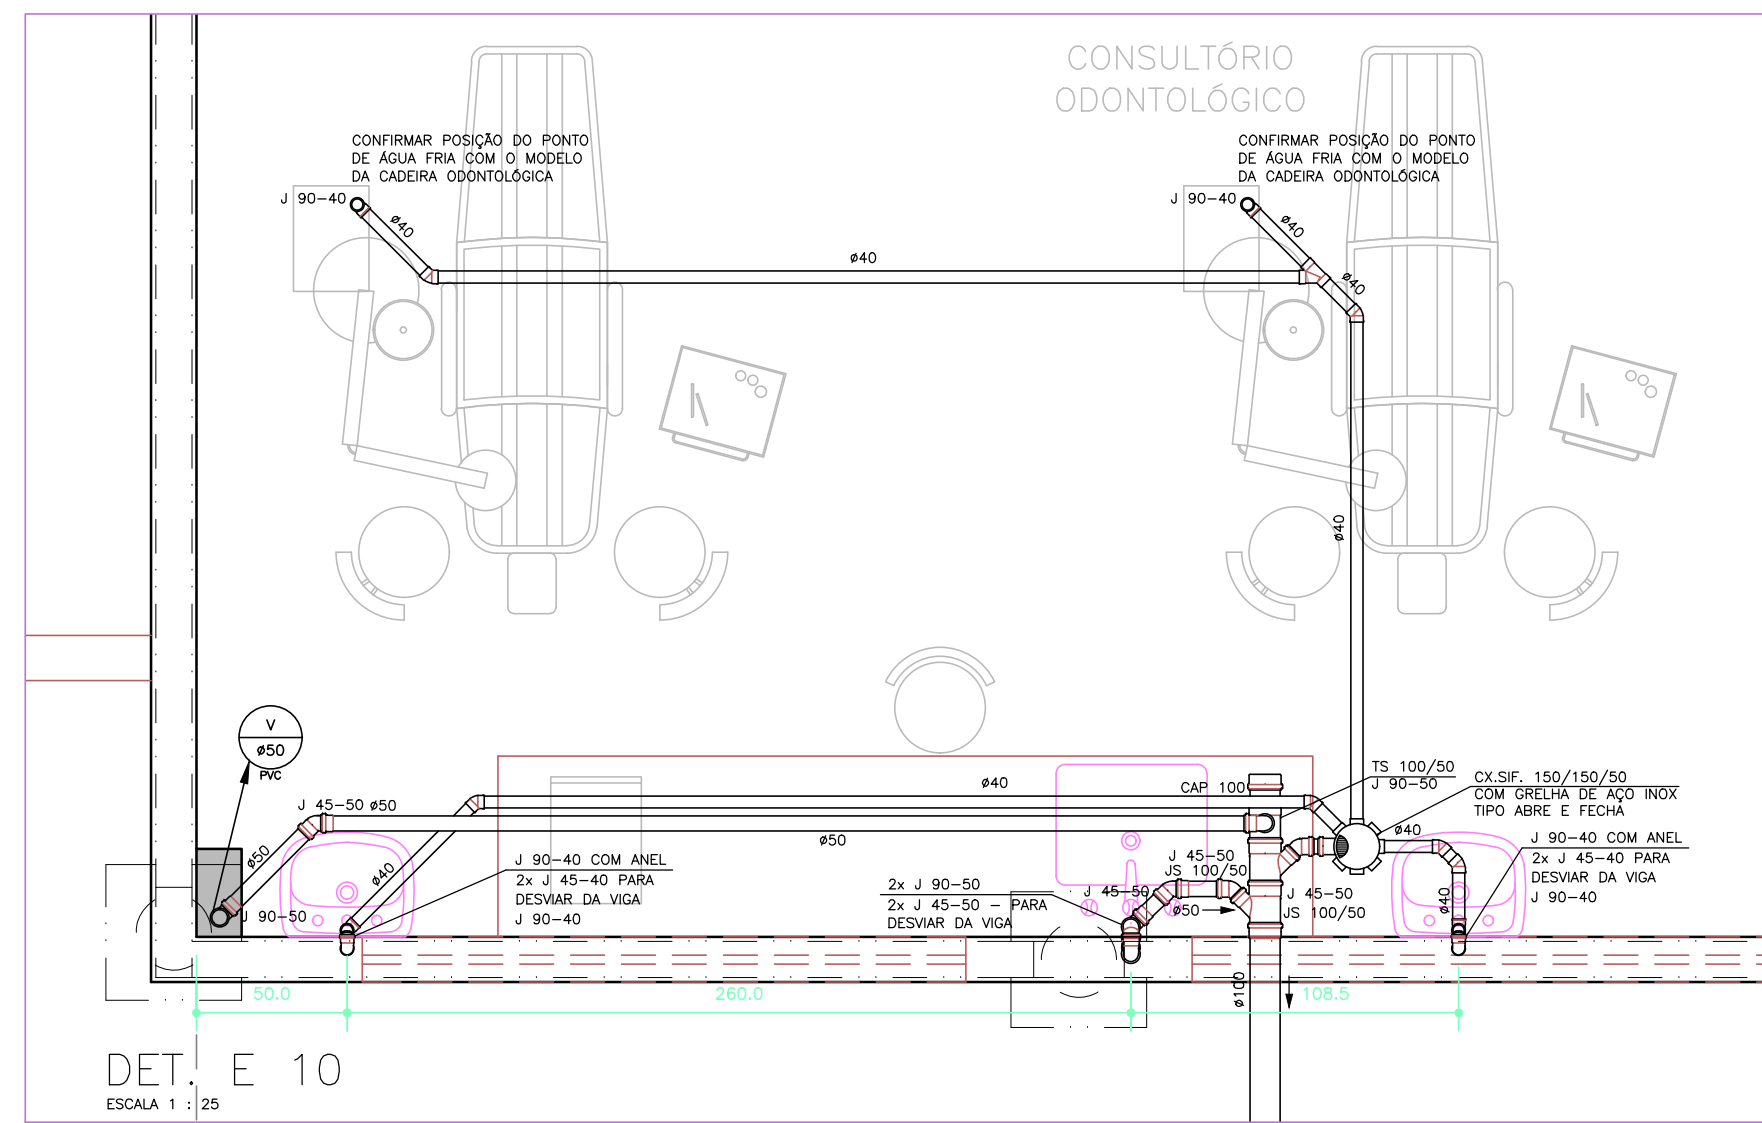 CONSULTÓRIO
ODONTOLÓGICO
CONFIRMAR POSIÇÃO DO PONTO
DE ÁGUA FRIA COM O MODELO
DA CADEIRA ODONTOLÓGICA
J 90-40
ø40
ø40
CONFIRMAR POSIÇÃO DO PONTO
DE ÁGUA FRIA COM O MODELO
DA CADEIRA ODONTOLÓGICA
J 90-40
ø40
ø40
ø40
V
ø50
PVC
J 45-50 ø50
ø50
J 90-50
ø40
ø40
ø50
J 90-40 COM ANEL
2x J 45-40 PARA
DESVIAR DA VIGA
J 90-40
CAP 100
TS 100/50
J 90-50
CX.SIF. 150/150/50
COM GRELHA DE AÇO INOX
TIPO ABRE E FECHA
ø40
J 90-40 COM ANEL
2x J 45-40 PARA
DESVIAR DA VIGA
J 90-40
ø40
2x J 90-50
2x J 45-50 - PARA
DESVIAR DA VIGA
J 45-50
J 45-50
JS 100/50
ø50
J 45-50
JS 100/50
ø100
50.0
260.0
108.5
DET. E 10
ESCALA 1 : 25